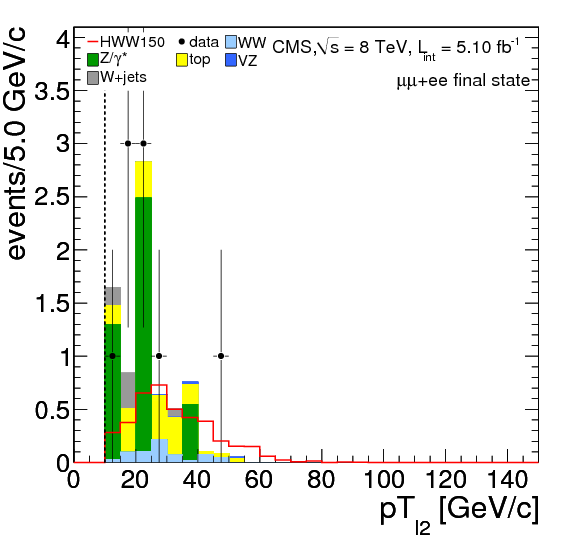 HWW150 data WW CMS,√s = 8 TeV, L_int = 5.10 fb⁻¹
Z/γ* top VZ
W+jets μμ+ee final state
events/5.0 GeV/c
4
3.5
3
2.5
2
1.5
1
0.5
0
0 20 40 60 80 100 120 140
pT_l2 [GeV/c]